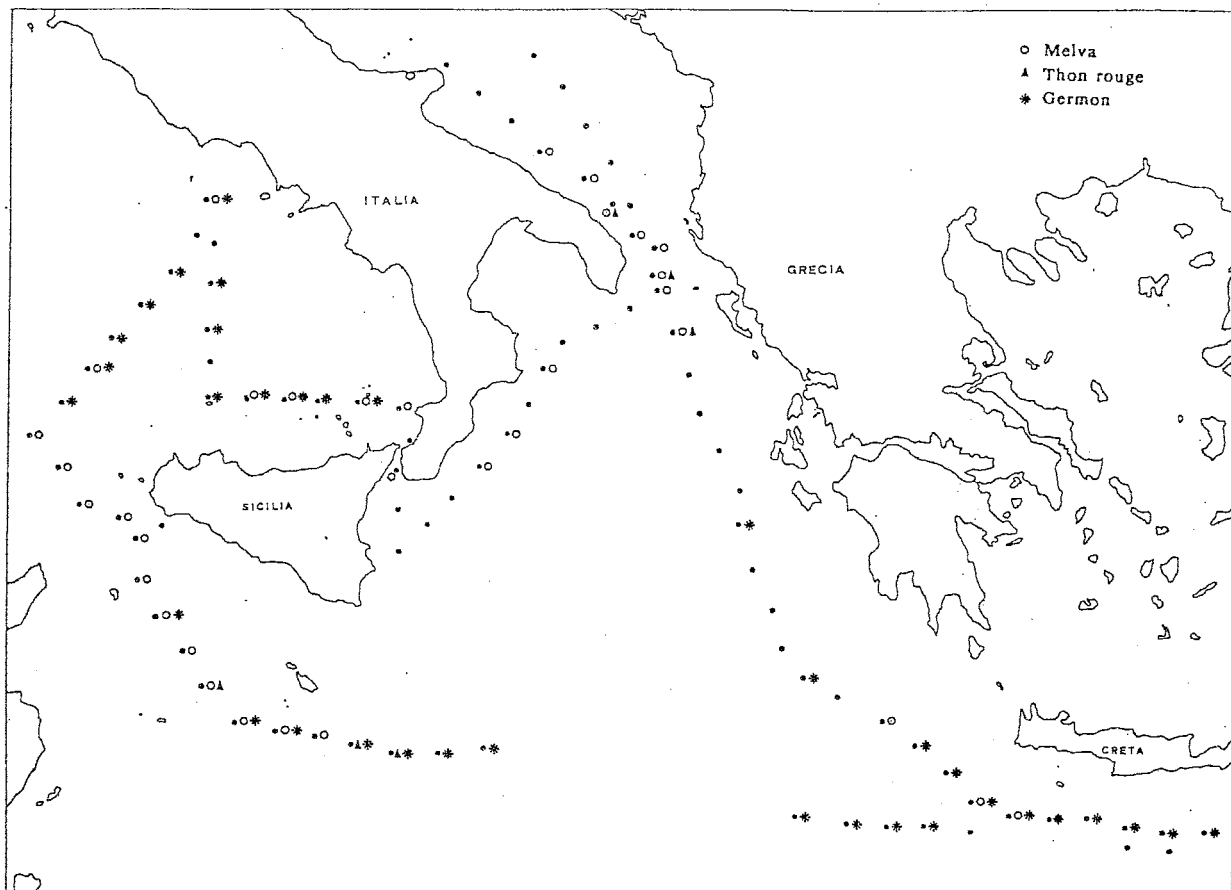 Melva
Thon rouge
Germon
ITALIA
GRECIA
SICILIA
CRETA